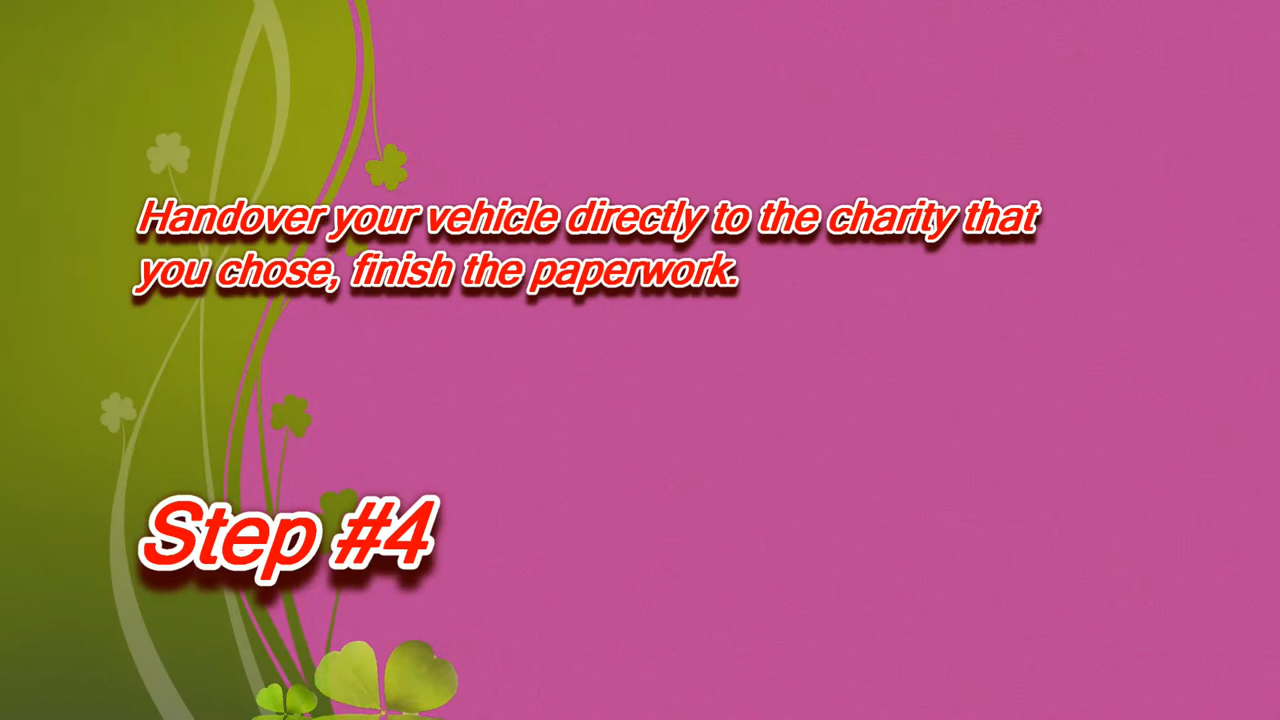 Handover your vehicle directly to the charity that
you chose, finish the paperwork.
Step #4